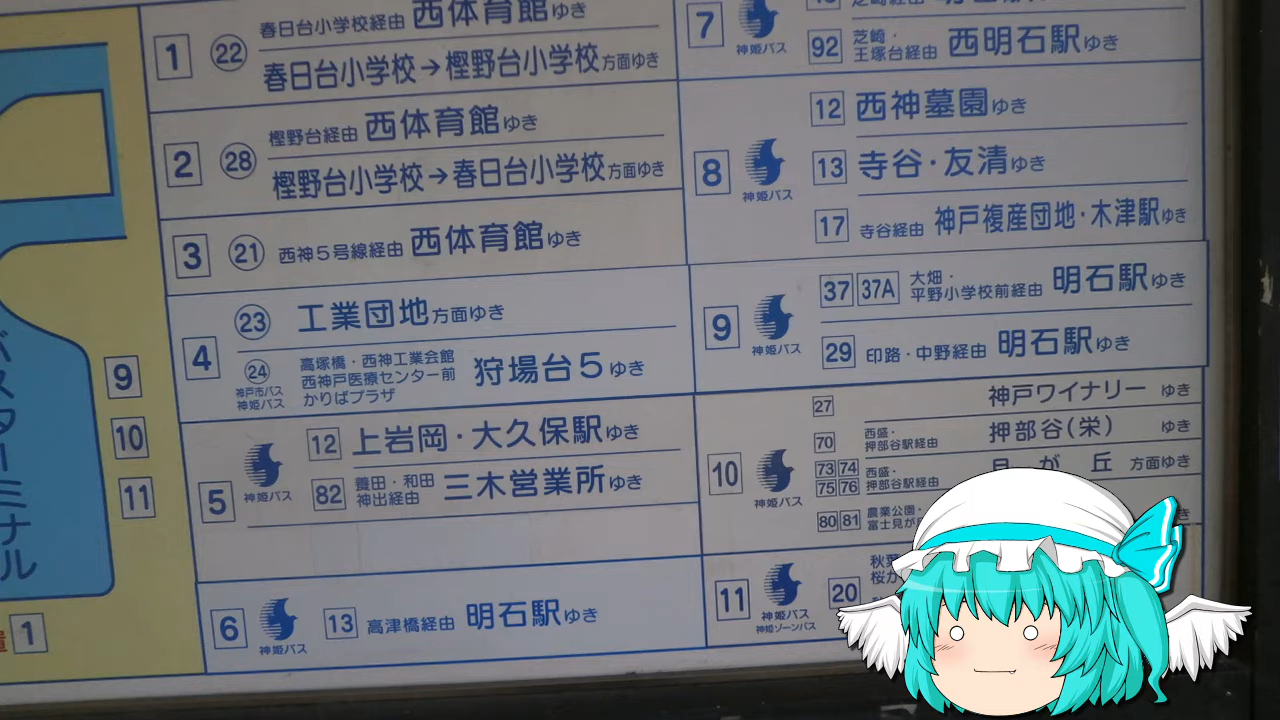 1
22
春日台小学校経由 西体育館ゆき
春日台小学校→樫野台小学校方面ゆき
2
28
樫野台経由 西体育館ゆき
樫野台小学校→春日台小学校方面ゆき
3
21
西神5号線経由 西体育館ゆき
4
23 工業団地方面ゆき
24
神戸市バス
神姫バス
高塚橋・西神工業会館
西神戸医療センター前
かりばプラザ
狩場台5ゆき
5
神姫バス
12 上岩岡・大久保駅ゆき
82 養田・和田
神出経由 三木営業所ゆき
6
神姫バス
13 高津橋経由 明石駅ゆき
7
神姫バス
92 芝崎・
王塚台経由 西明石駅ゆき
8
神姫バス
12 西神墓園ゆき
13 寺谷・友清ゆき
17 寺谷経由 神戸複産団地・木津駅ゆき
9
神姫バス
37 37A 大畑・
平野小学校前経由 明石駅ゆき
29 印路・中野経由 明石駅ゆき
10
神姫バス
27 神戸ワイナリー ゆき
70 西盛・
押部谷駅経由 押部谷(栄) ゆき
73 74
75 76
西盛・
押部谷駅経由
が 丘 方面ゆき
80 81 農業公園・
富士見が
11
神姫バス
神姫ゾーンバス
20
9
10
11
バスターミナル
1